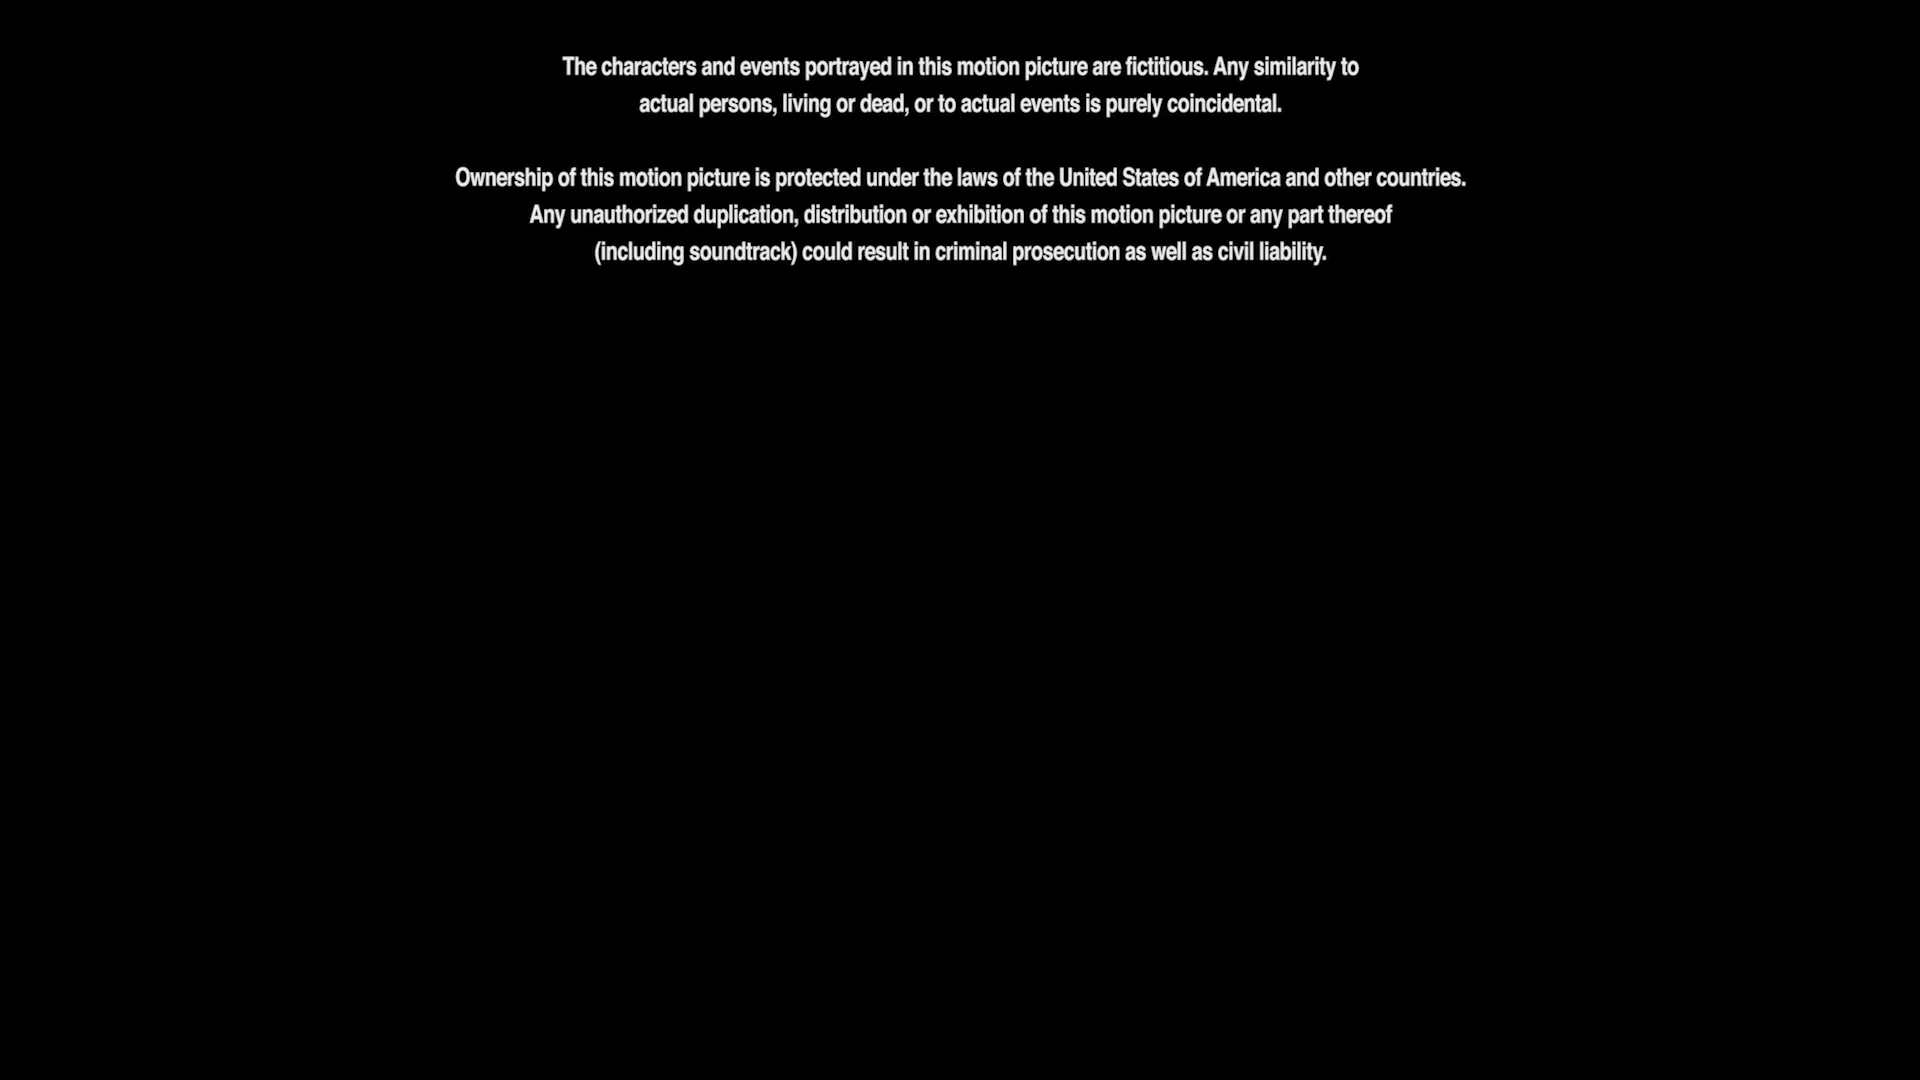 The characters and events portrayed in this motion picture are fictitious. Any similarity to
actual persons, living or dead, or to actual events is purely coincidental.
Ownership of this motion picture is protected under the laws of the United States of America and other countries.
Any unauthorized duplication, distribution or exhibition of this motion picture or any part thereof
(including soundtrack) could result in criminal prosecution as well as civil liability.